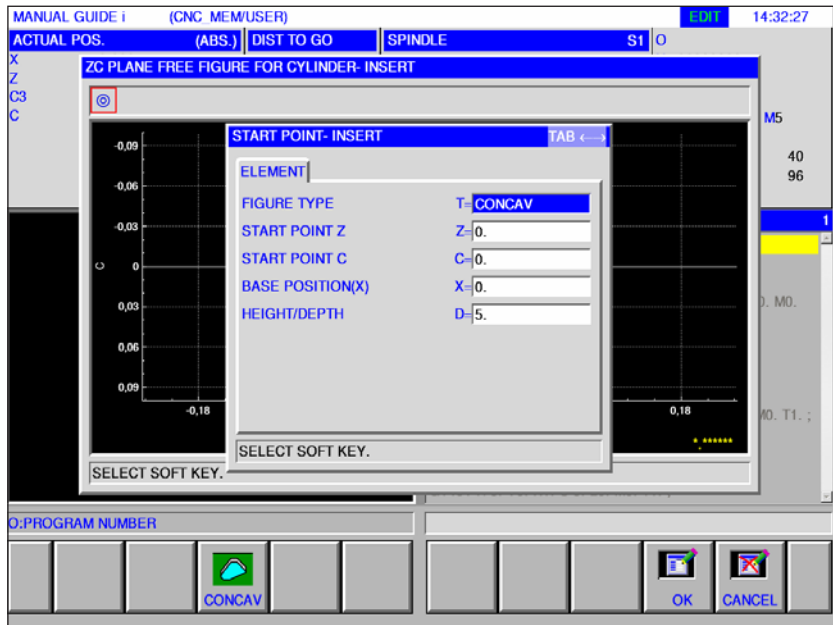 MANUAL GUIDE i (CNC_MEM/USER) EDIT 14:32:27
ACTUAL POS. (ABS.) DIST TO GO SPINDLE S1 O
X
Z
C3
C
M5
40
96
1
ZC PLANE FREE FIGURE FOR CYLINDER- INSERT
START POINT- INSERT TAB ←→
ELEMENT
FIGURE TYPE T= CONCAV
START POINT Z Z= 0.
START POINT C C= 0.
BASE POSITION(X) X= 0.
HEIGHT/DEPTH D= 5.
SELECT SOFT KEY.
-0,09
-0,06
-0,03
C 0
0,03
0,06
0,09
-0,18 0,18
*.******
0. M0.
M0. T1. ;
SELECT SOFT KEY.
O:PROGRAM NUMBER
CONCAV OK CANCEL